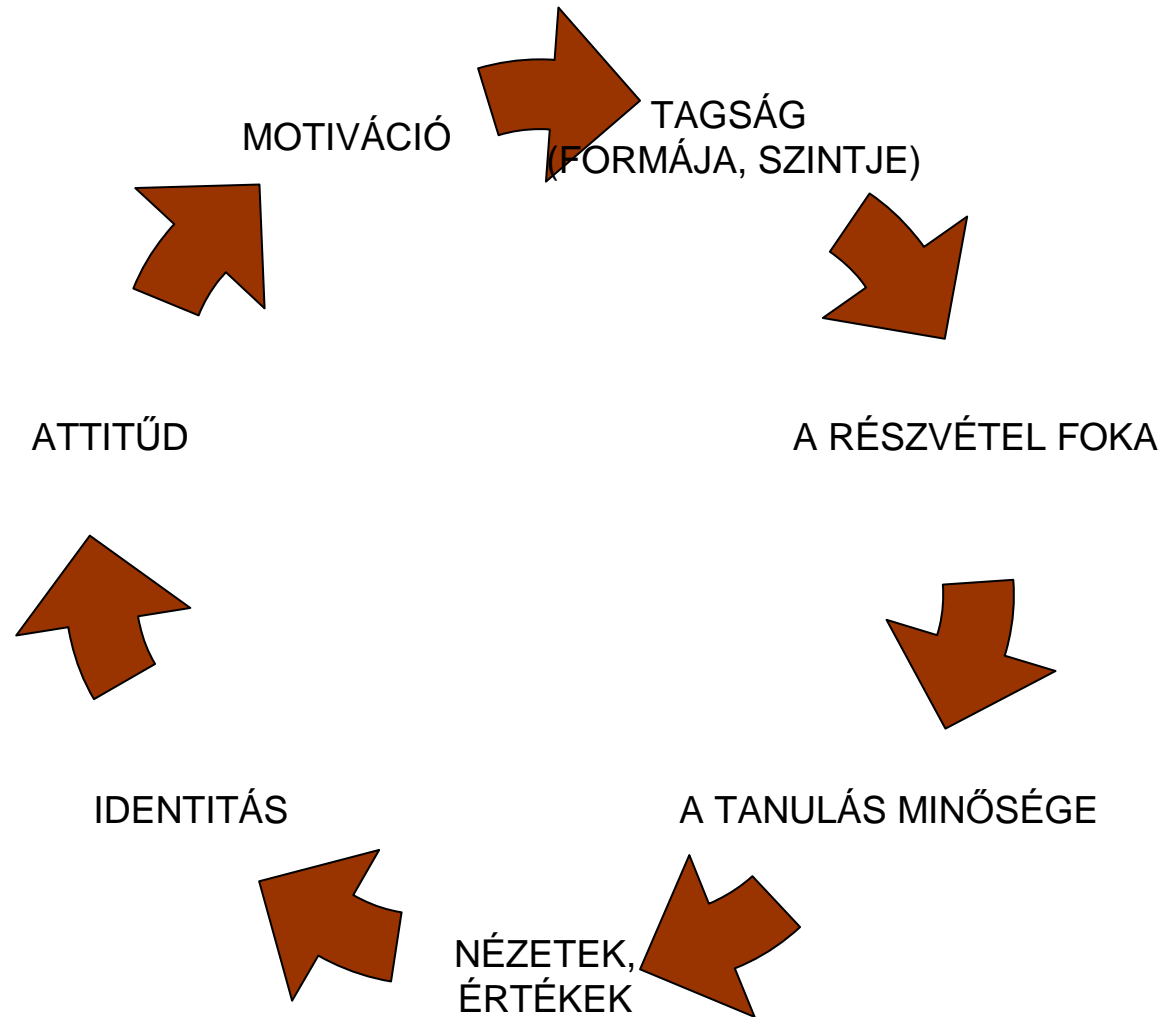 MOTIVÁCIÓ
TAGSÁG
(FORMÁJA, SZINTJE)
ATTITŰD
A RÉSZVÉTEL FOKA
IDENTITÁS
A TANULÁS MINŐSÉGE
NÉZETEK,
ÉRTÉKEK